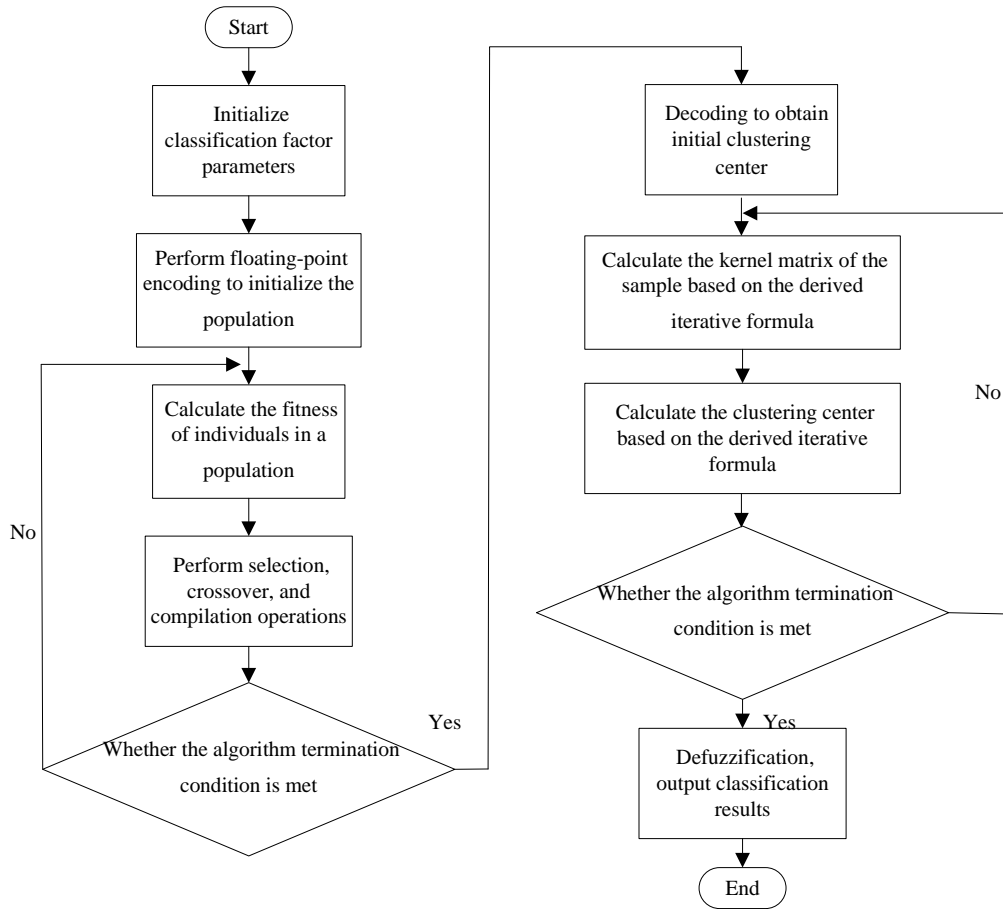 Start
Initialize
classification factor
parameters
Perform floating-point
encoding to initialize the
population
Calculate the fitness
of individuals in a
population
No
Perform selection,
crossover, and
compilation operations
Yes
Whether the algorithm termination
condition is met
Decoding to obtain
initial clustering
center
Calculate the kernel matrix of the
sample based on the derived
iterative formula
No
Calculate the clustering center
based on the derived iterative
formula
Whether the algorithm termination
condition is met
Yes
Defuzzification,
output classification
results
End